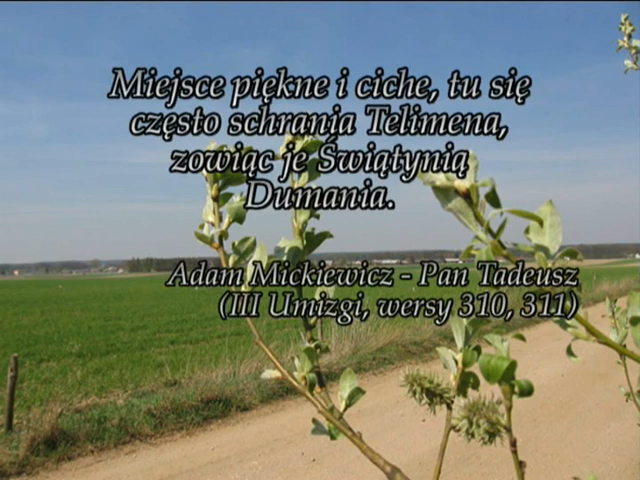 Miejsce piękne i ciche, tu się
często schrania Telimena,
zowiąc je Świątynią
Dumania.
Adam Mickiewicz - Pan Tadeusz
(III Umizgi, wersy 310, 311)